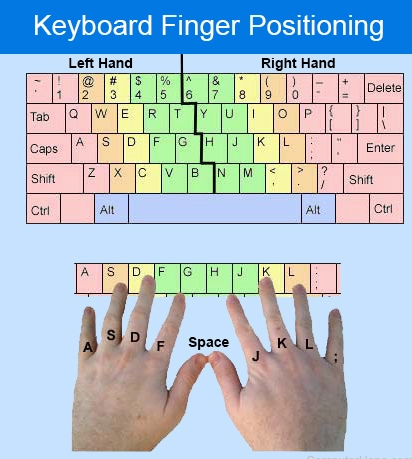 Keyboard Finger Positioning
Left Hand Right Hand
~ ! @ # $ % ^ & * ( ) – +
` 1 2 3 4 5 6 7 8 9 0 - = Delete
Tab Q W E R T Y U I O P { } |
[ ] \
Caps A S D F G H J K L : " Enter
; '
Shift Z X C V B N M < > ? Shift
, . /
Ctrl Alt Alt Ctrl
A S D F G H J K L :
;
A S D F Space J K L ;